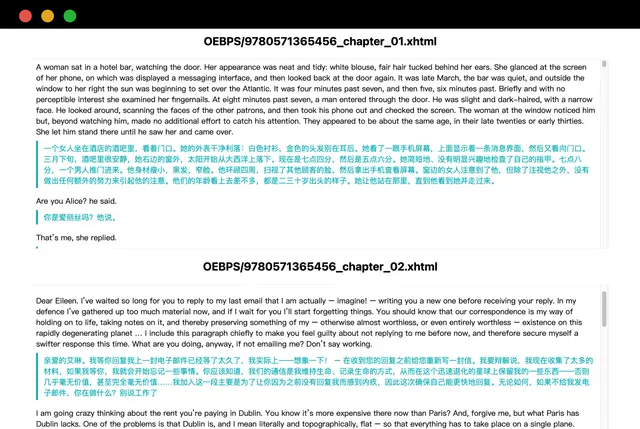 OEBPS/9780571365456_chapter_01.xhtml
A woman sat in a hotel bar, watching the door. Her appearance was neat and tidy: white blouse, fair hair tucked behind her ears. She glanced at the screen
of her phone, on which was displayed a messaging interface, and then looked back at the door again. It was late March, the bar was quiet, and outside the
window to her right the sun was beginning to set over the Atlantic. It was four minutes past seven, and then five, six minutes past. Briefly and with no
perceptible interest she examined her fingernails. At eight minutes past seven, a man entered through the door. He was slight and dark-haired, with a narrow
face. He looked around, scanning the faces of the other patrons, and then took his phone out and checked the screen. The woman at the window noticed him
but, beyond watching him, made no additional effort to catch his attention. They appeared to be about the same age, in their late twenties or early thirties.
She let him stand there until he saw her and came over.
一个女人坐在酒店的酒吧里，看着门口。她的外表干净利落：白色衬衫，金色的头发别在耳后。她看了一眼手机屏幕，上面显示着一条消息界面，然后又看向门口。
三月下旬，酒吧里很安静，她右边的窗外，太阳开始从大西洋上落下。现在是七点四分，然后是五点六分。她简短地、没有明显兴趣地检查了自己的指甲。七点八
分，一个男人推门进来。他身材瘦小，黑发，窄脸。他环顾四周，扫视了其他顾客的脸，然后拿出手机查看屏幕。窗边的女人注意到了他，但除了注视他之外，没有
做出任何额外的努力来引起他的注意。他们的年龄看上去差不多，都是二三十岁出头的样子。她让他站在那里，直到他看到她并走过来。
Are you Alice? he said.
你是爱丽丝吗？他说。
That's me, she replied.
OEBPS/9780571365456_chapter_02.xhtml
Dear Eileen. I've waited so long for you to reply to my last email that I am actually — imagine! — writing you a new one before receiving your reply. In my
defence I've gathered up too much material now, and if I wait for you I'll start forgetting things. You should know that our correspondence is my way of
holding on to life, taking notes on it, and thereby preserving something of my — otherwise almost worthless, or even entirely worthless — existence on this
rapidly degenerating planet … I include this paragraph chiefly to make you feel guilty about not replying to me before now, and therefore secure myself a
swifter response this time. What are you doing, anyway, if not emailing me? Don't say working.
亲爱的艾琳。我等你回复我上一封电子邮件已经等了太久了，我实际上——想象一下！ — 在收到您的回复之前给您重新写一封信。我要辩解说，我现在收集了太多的
材料，如果我等你，我就会开始忘记一些事情。你应该知道，我们的通信是我维持生命、记录生命的方式，从而在这个迅速退化的星球上保留我的一些东西——否则
几乎毫无价值，甚至完全毫无价值……我加入这一段主要是为了让你因为之前没有回复我而感到内疚，因此这次确保自己能更快地回复。无论如何，如果不给我发电
子邮件，你在做什么？别说工作了
I am going crazy thinking about the rent you're paying in Dublin. You know it's more expensive there now than Paris? And, forgive me, but what Paris has
Dublin lacks. One of the problems is that Dublin is, and I mean literally and topographically, flat — so that everything has to take place on a single plane.